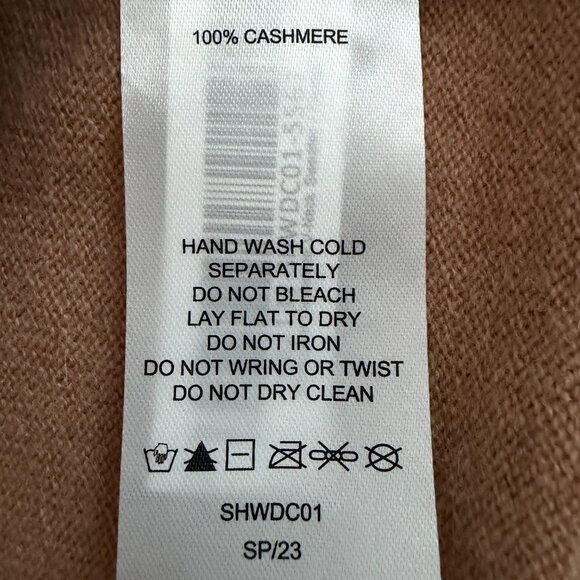 100% CASHMERE
HAND WASH COLD
SEPARATELY
DO NOT BLEACH
LAY FLAT TO DRY
DO NOT IRON
DO NOT WRING OR TWIST
DO NOT DRY CLEAN
SHWDC01
SP/23